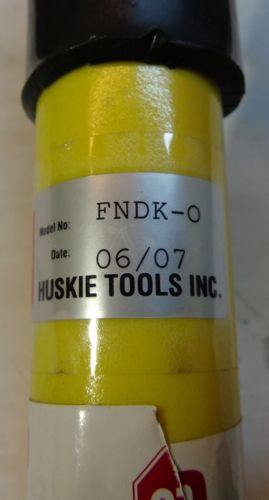 Model No: FNDK-O
Date: 06/07
HUSKIE TOOLS INC.